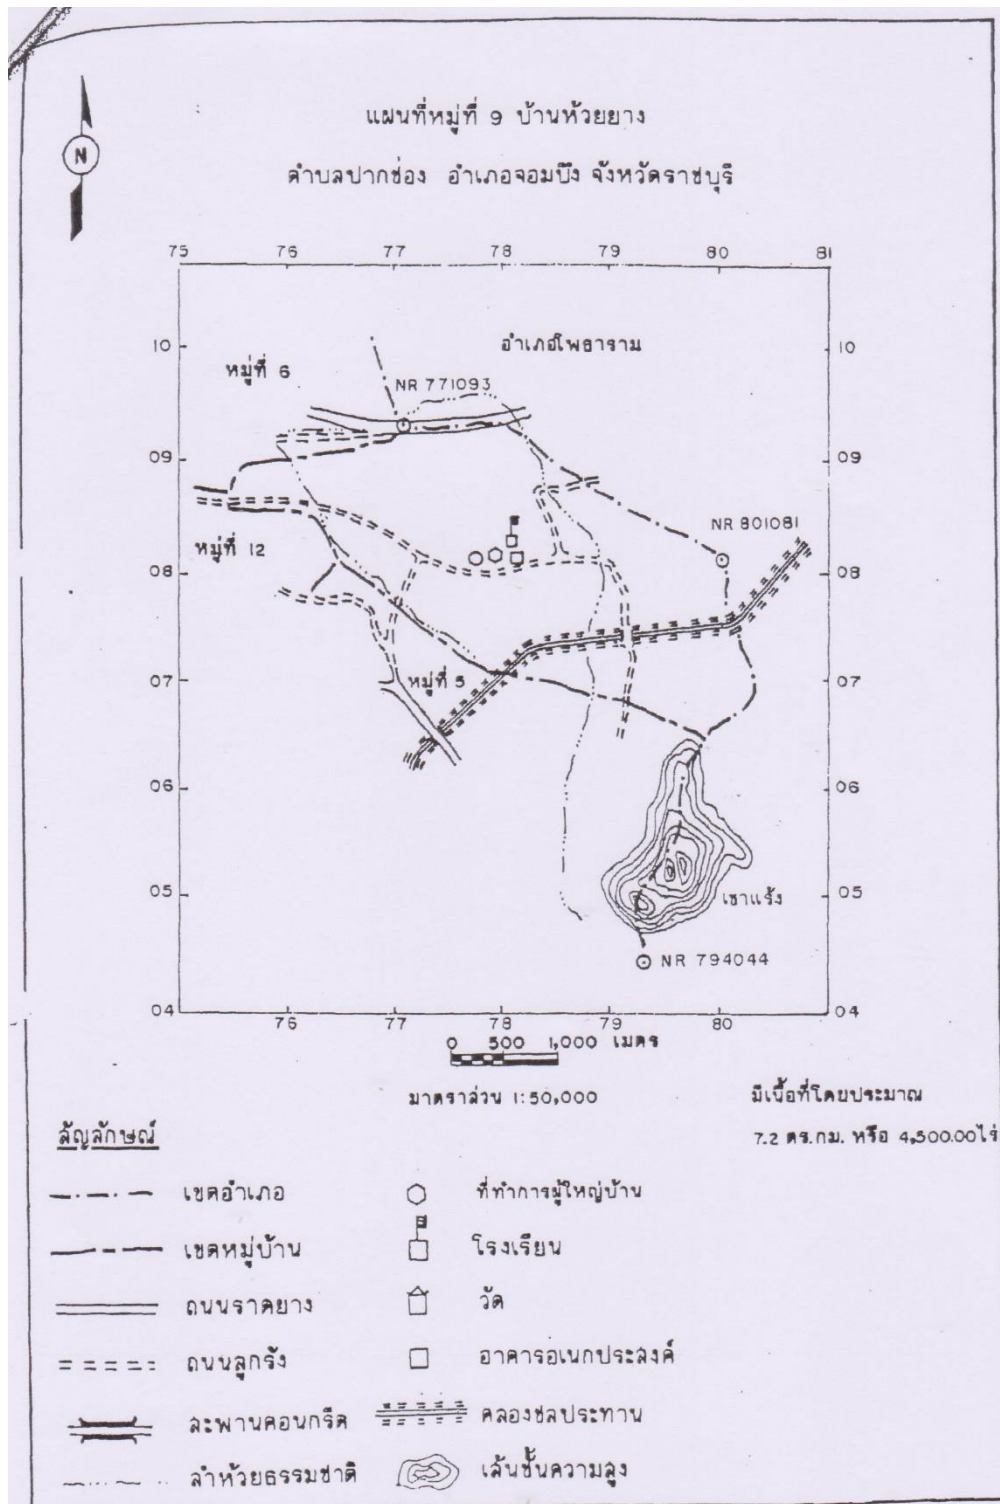 N
แผนที่หมู่ที่ 9 บ้านห้วยยาง
ตำบลปากช่อง อำเภอจอมบึง จังหวัดราชบุรี
75 76 77 78 79 80 81
10 อำเภอโพธาราม 10
หมู่ที่ 6
NR 771093
09 09
NR 801081
หมู่ที่ 12
08 08
07 หมู่ที่ 5 07
06 06
05 เขาแร้ง 05
NR 794044
04 04
76 77 78 79 80
0 500 1,000 เมตร
มาตราส่วน 1:50,000
มีเนื้อที่โดยประมาณ
7.2 ตร.กม. หรือ 4,500.00ไร่
สัญลักษณ์
เขตอำเภอ ที่ทำการผู้ใหญ่บ้าน
เขตหมู่บ้าน โรงเรียน
ถนนราดยาง วัด
ถนนลูกรัง อาคารอเนกประสงค์
สะพานคอนกรีต คลองชลประทาน
ลำห้วยธรรมชาติ เส้นชั้นความสูง